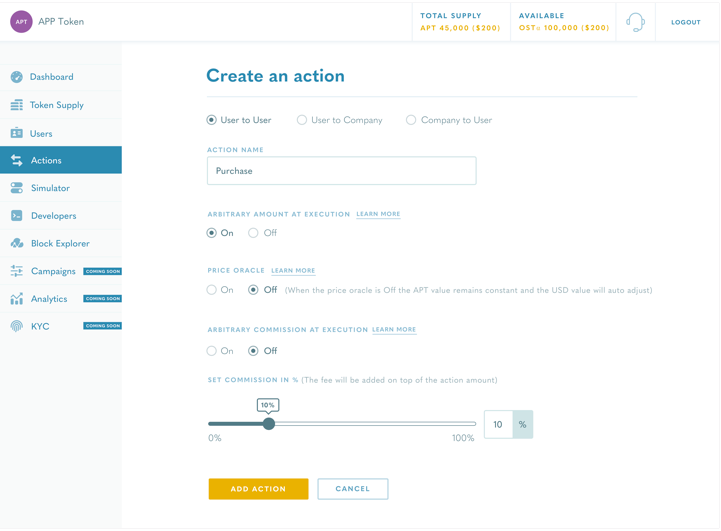 APT
APP Token
TOTAL SUPPLY
APT 45,000 ($200)
AVAILABLE
OSTα 100,000 ($200)
LOGOUT
Dashboard
Token Supply
Users
Actions
Simulator
Developers
Block Explorer
Campaigns COMING SOON
Analytics COMING SOON
KYC COMING SOON
Create an action
User to User
User to Company
Company to User
ACTION NAME
Purchase
ARBITRARY AMOUNT AT EXECUTION LEARN MORE
On Off
PRICE ORACLE LEARN MORE
On Off (When the price oracle is Off the APT value remains constant and the USD value will auto adjust)
ARBITRARY COMMISSION AT EXECUTION LEARN MORE
On Off
SET COMMISSION IN % (The fee will be added on top of the action amount)
10%
10 %
0% 100%
ADD ACTION
CANCEL